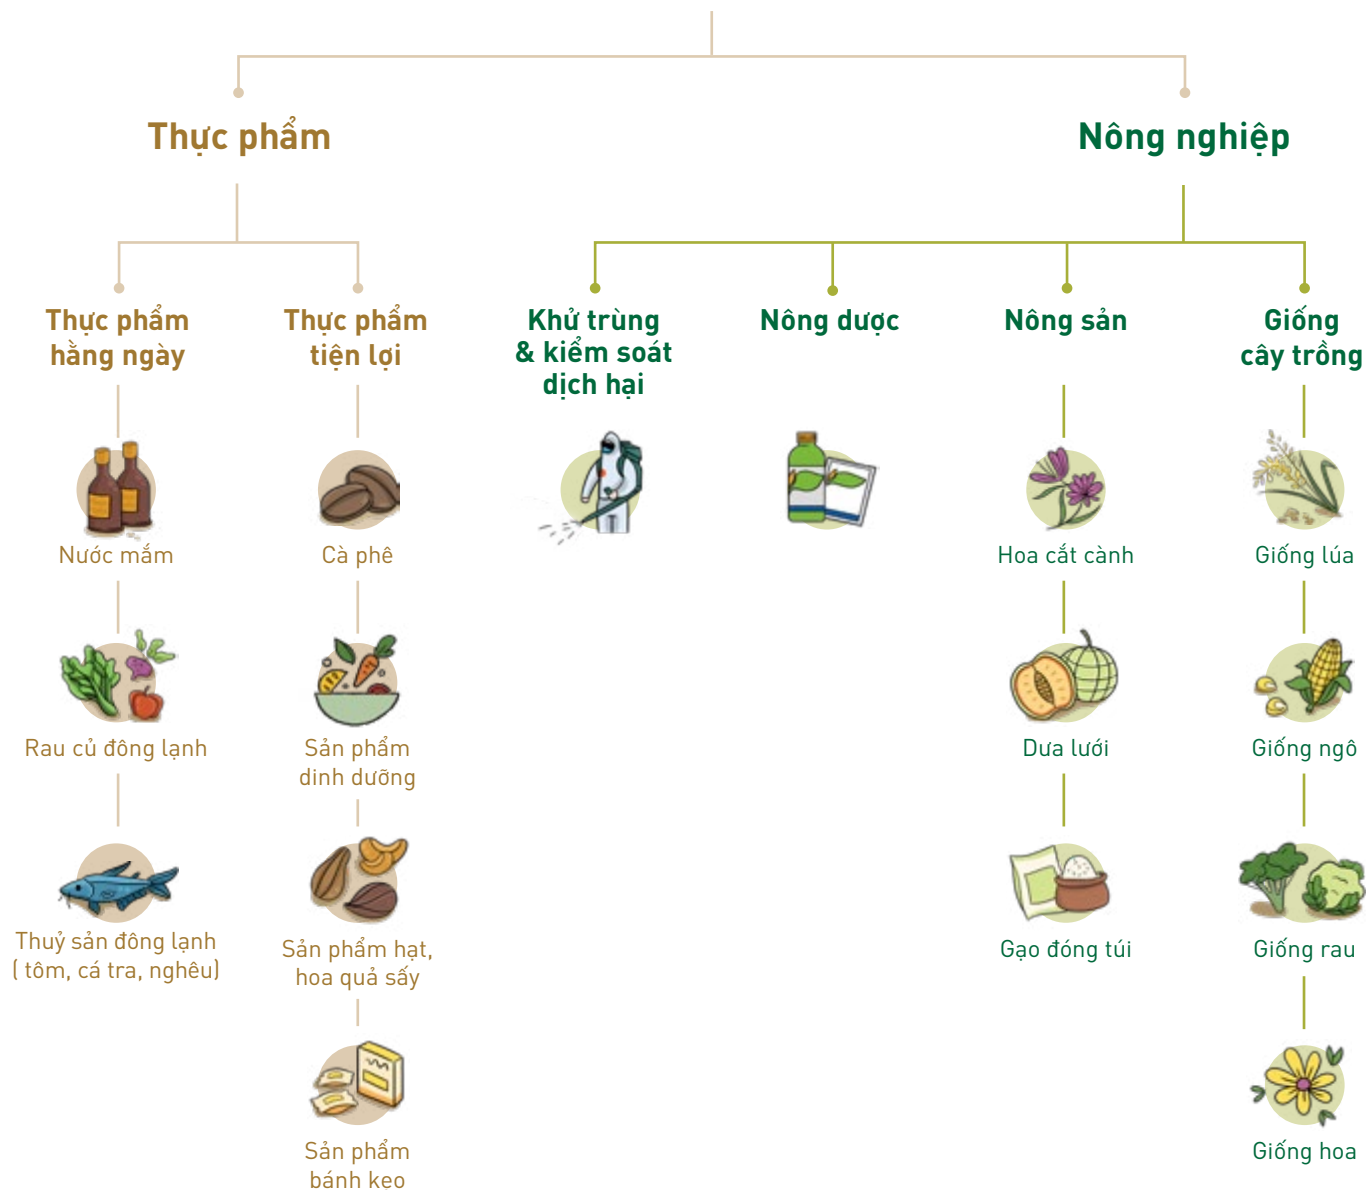 Thực phẩm
Nông nghiệp
Thực phẩm
hằng ngày
Thực phẩm
tiện lợi
Khử trùng
& kiểm soát
dịch hại
Nông dược
Nông sản
Giống
cây trồng
Nước mắm
Cà phê
Hoa cắt cành
Giống lúa
Rau củ đông lạnh
Sản phẩm
dinh dưỡng
Dưa lưới
Giống ngô
Thuỷ sản đông lạnh
( tôm, cá tra, nghêu)
Sản phẩm hạt,
hoa quả sấy
Gạo đóng túi
Giống rau
Sản phẩm
bánh kẹo
Giống hoa